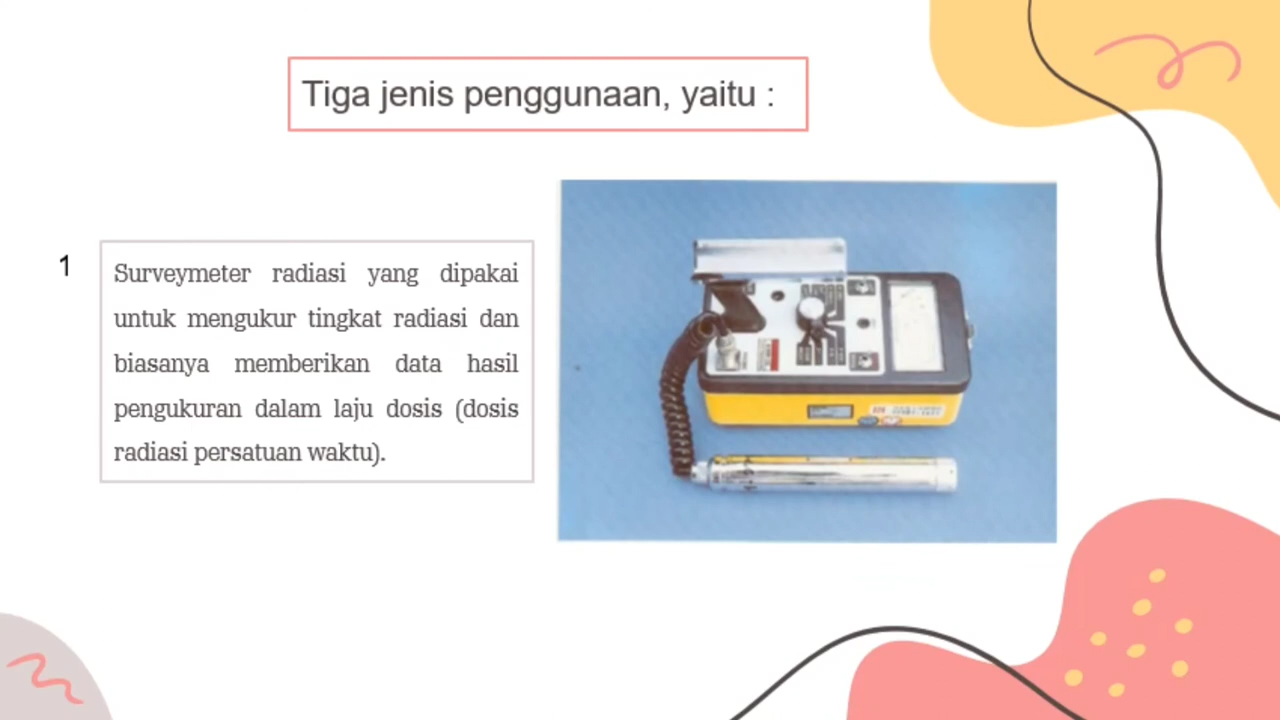 Tiga jenis penggunaan, yaitu :
1
Surveymeter radiasi yang dipakai
untuk mengukur tingkat radiasi dan
biasanya memberikan data hasil
pengukuran dalam laju dosis (dosis
radiasi persatuan waktu).